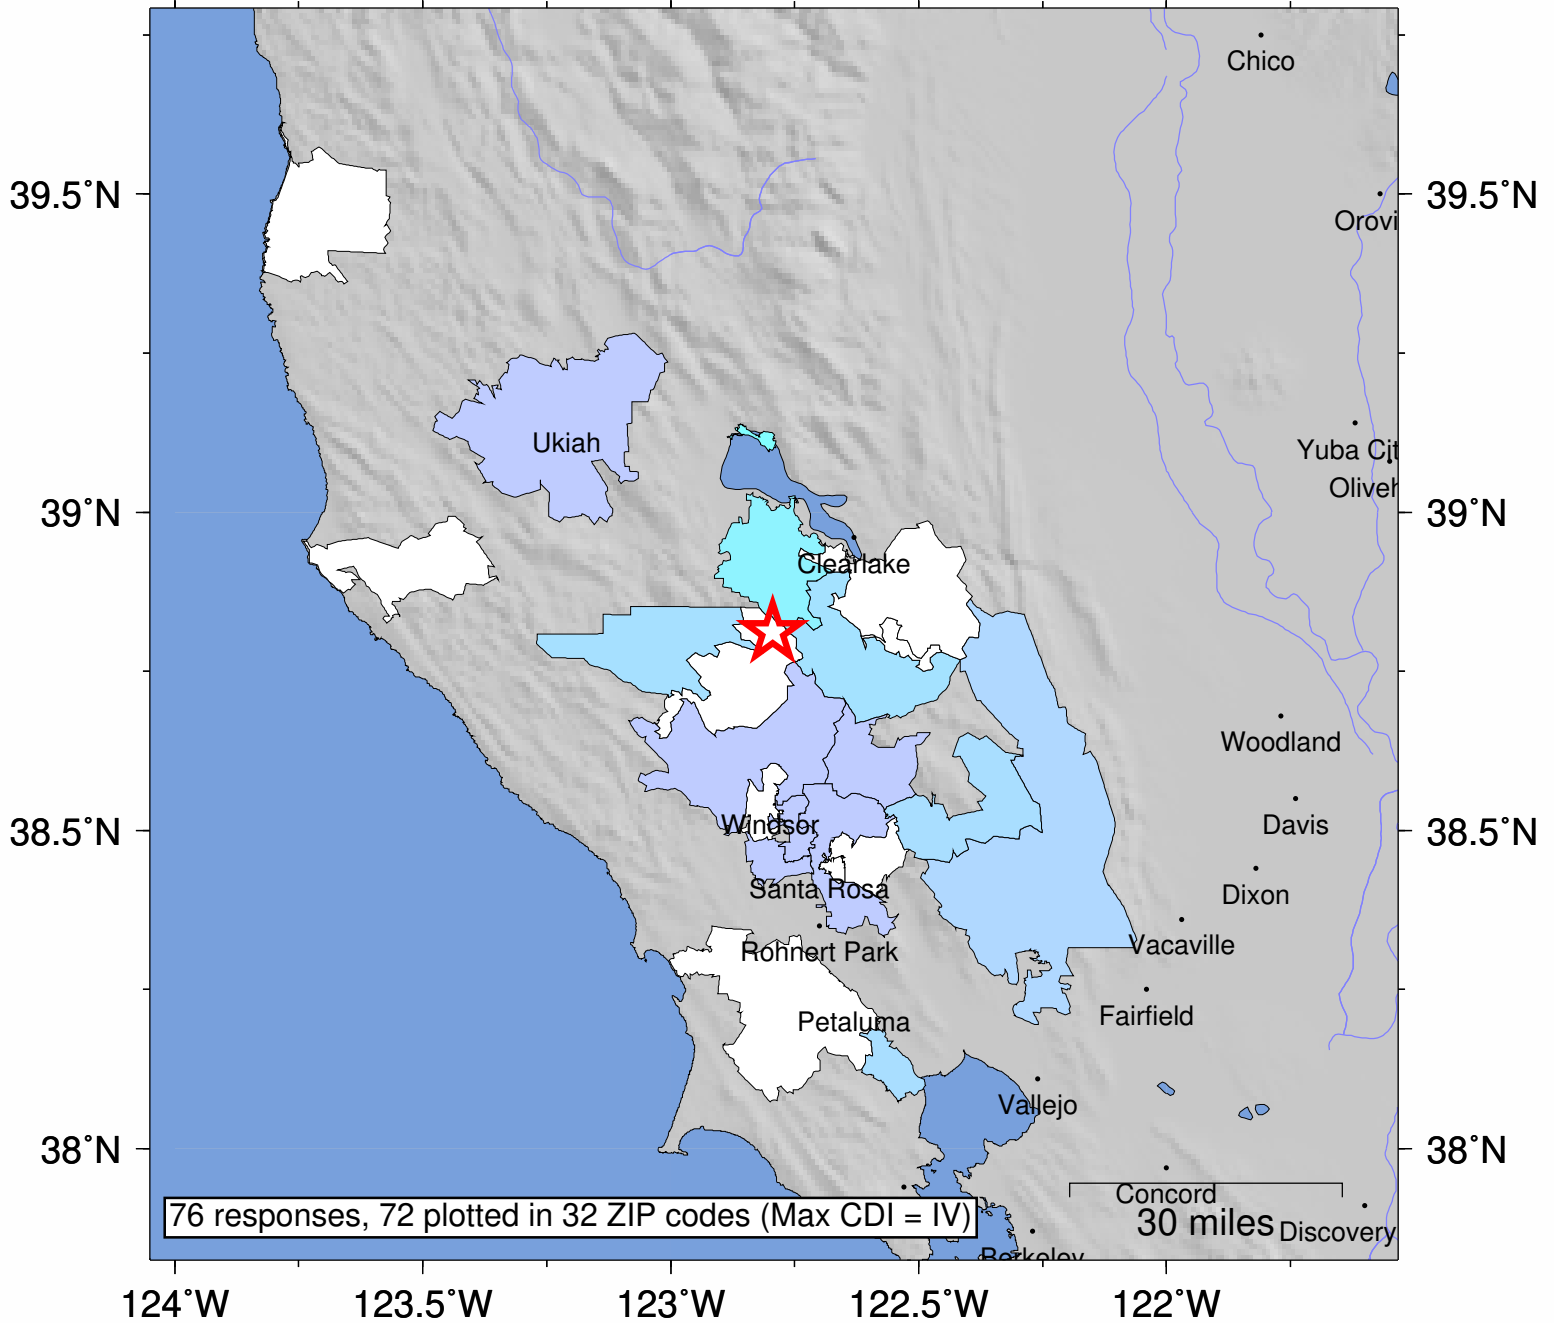 Chico
39.5˚N
39.5˚N
Orovi
Ukiah
Yuba Cit
Oliveh
39˚N
39˚N
Clearlake
Woodland
38.5˚N
Windsor
Davis
38.5˚N
Santa Rosa
Dixon
Rohnert Park
Vacaville
Petaluma
Fairfield
Vallejo
38˚N
38˚N
Concord
76 responses, 72 plotted in 32 ZIP codes (Max CDI = IV)
30 miles
Discovery
Berkeley
124˚W
123.5˚W
123˚W
122.5˚W
122˚W